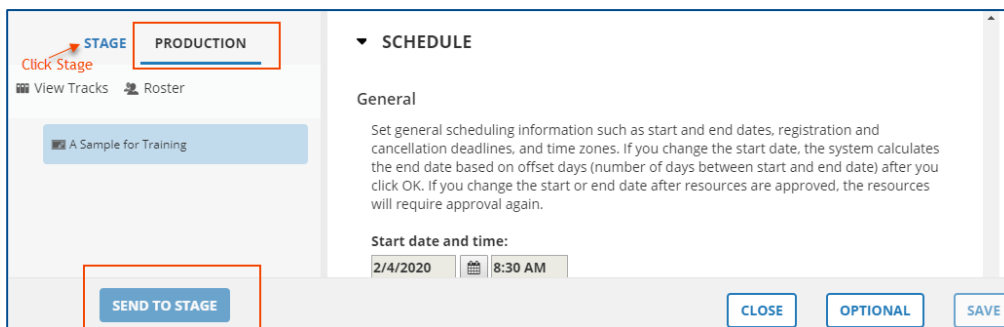 STAGE PRODUCTION
Click Stage
View Tracks Roster
A Sample for Training
SEND TO STAGE
SCHEDULE
General
Set general scheduling information such as start and end dates, registration and
cancellation deadlines, and time zones. If you change the start date, the system calculates
the end date based on offset days (number of days between start and end date) after you
click OK. If you change the start or end date after resources are approved, the resources
will require approval again.
Start date and time:
2/4/2020 8:30 AM
CLOSE OPTIONAL SAVE